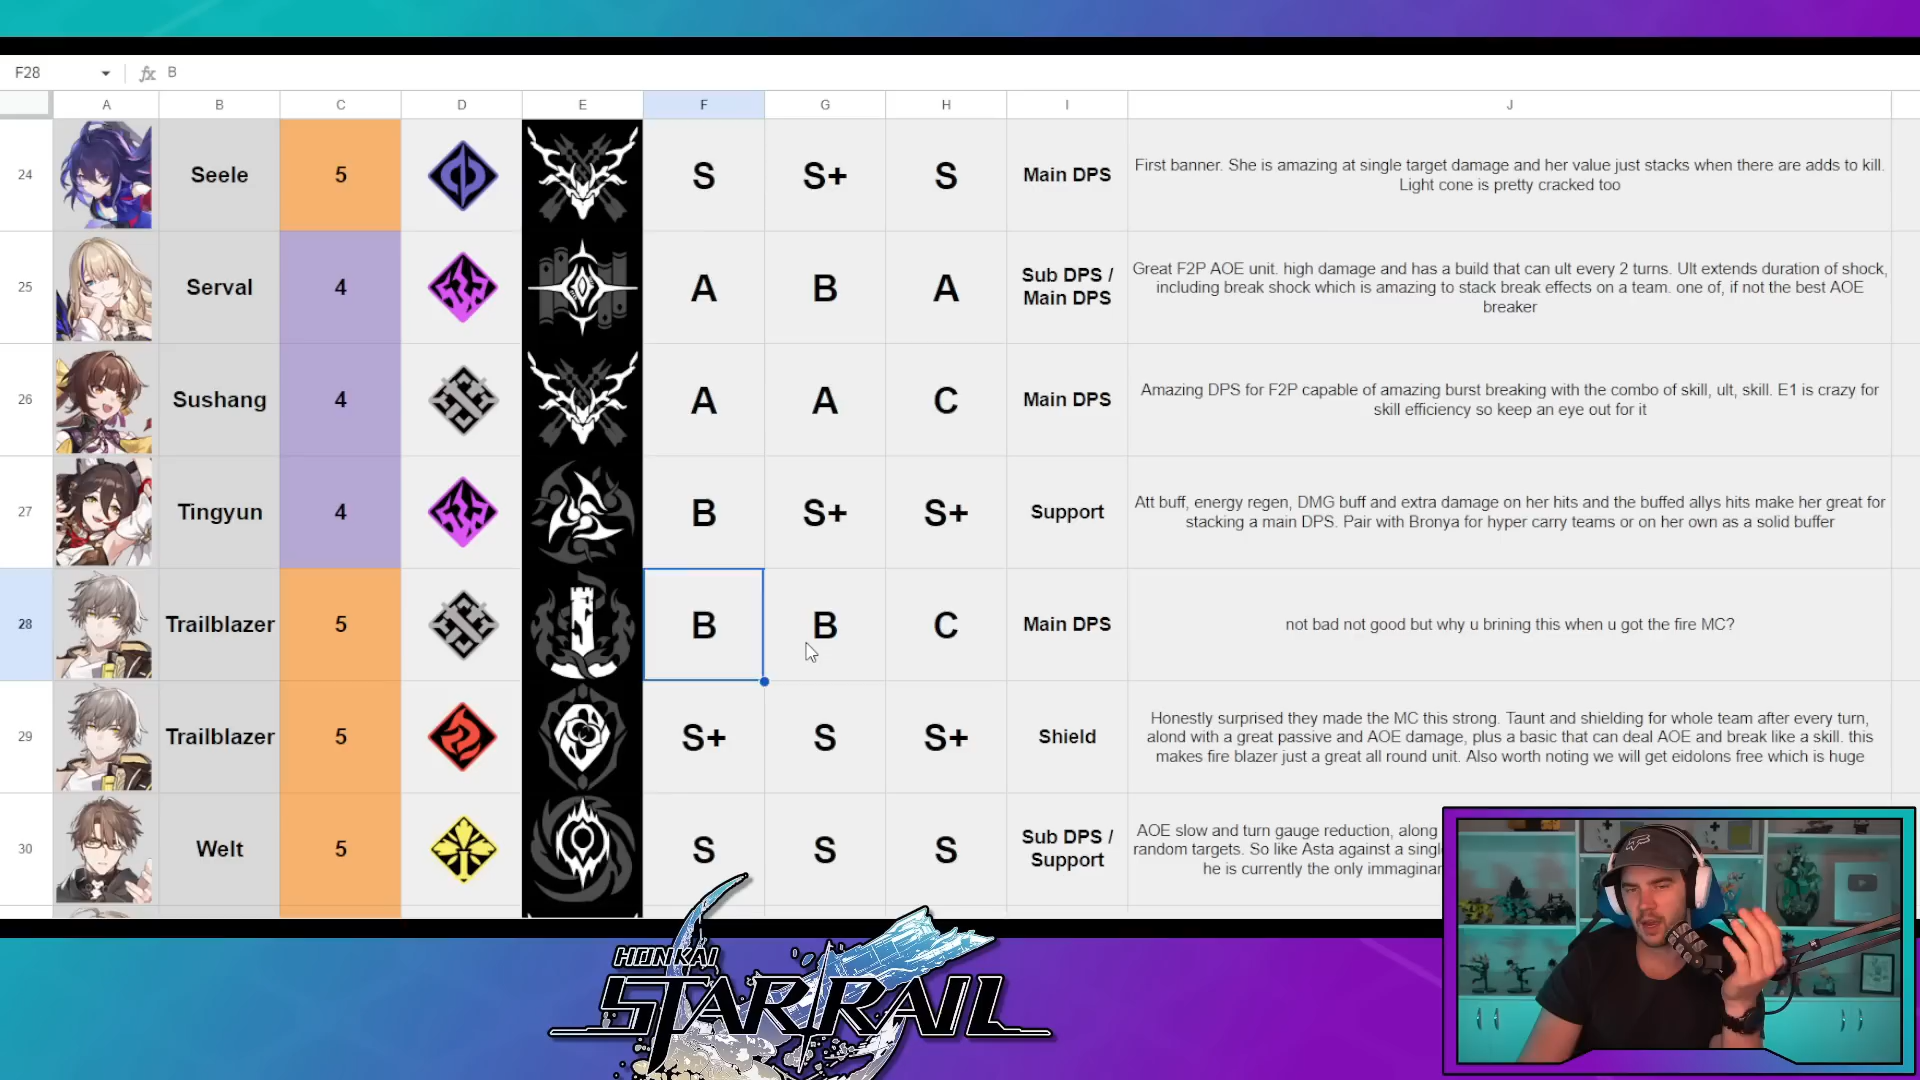 F28 fx B
A B C D E F G H I J
24 Seele 5 S S+ S Main DPS
First banner. She is amazing at single target damage and her value just stacks when there are adds to kill.
Light cone is pretty cracked too
25 Serval 4 A B A
Sub DPS /
Main DPS
Great F2P AOE unit. high damage and has a build that can ult every 2 turns. Ult extends duration of shock,
including break shock which is amazing to stack break effects on a team. one of, if not the best AOE
breaker
26 Sushang 4 A A C Main DPS
Amazing DPS for F2P capable of amazing burst breaking with the combo of skill, ult, skill. E1 is crazy for
skill efficiency so keep an eye out for it
27 Tingyun 4 B S+ S+ Support
Att buff, energy regen, DMG buff and extra damage on her hits and the buffed allys hits make her great for
stacking a main DPS. Pair with Bronya for hyper carry teams or on her own as a solid buffer
28 Trailblazer 5 B B C Main DPS
not bad not good but why u brining this when u got the fire MC?
29 Trailblazer 5 S+ S S+ Shield
Honestly surprised they made the MC this strong. Taunt and shielding for whole team after every turn,
alond with a great passive and AOE damage, plus a basic that can deal AOE and break like a skill. this
makes fire blazer just a great all round unit. Also worth noting we will get eidolons free which is huge
30 Welt 5 S S S
Sub DPS /
Support
AOE slow and turn gauge reduction, along
random targets. So like Asta against a singl
he is currently the only immaginar
HONKAI
STAR RAIL